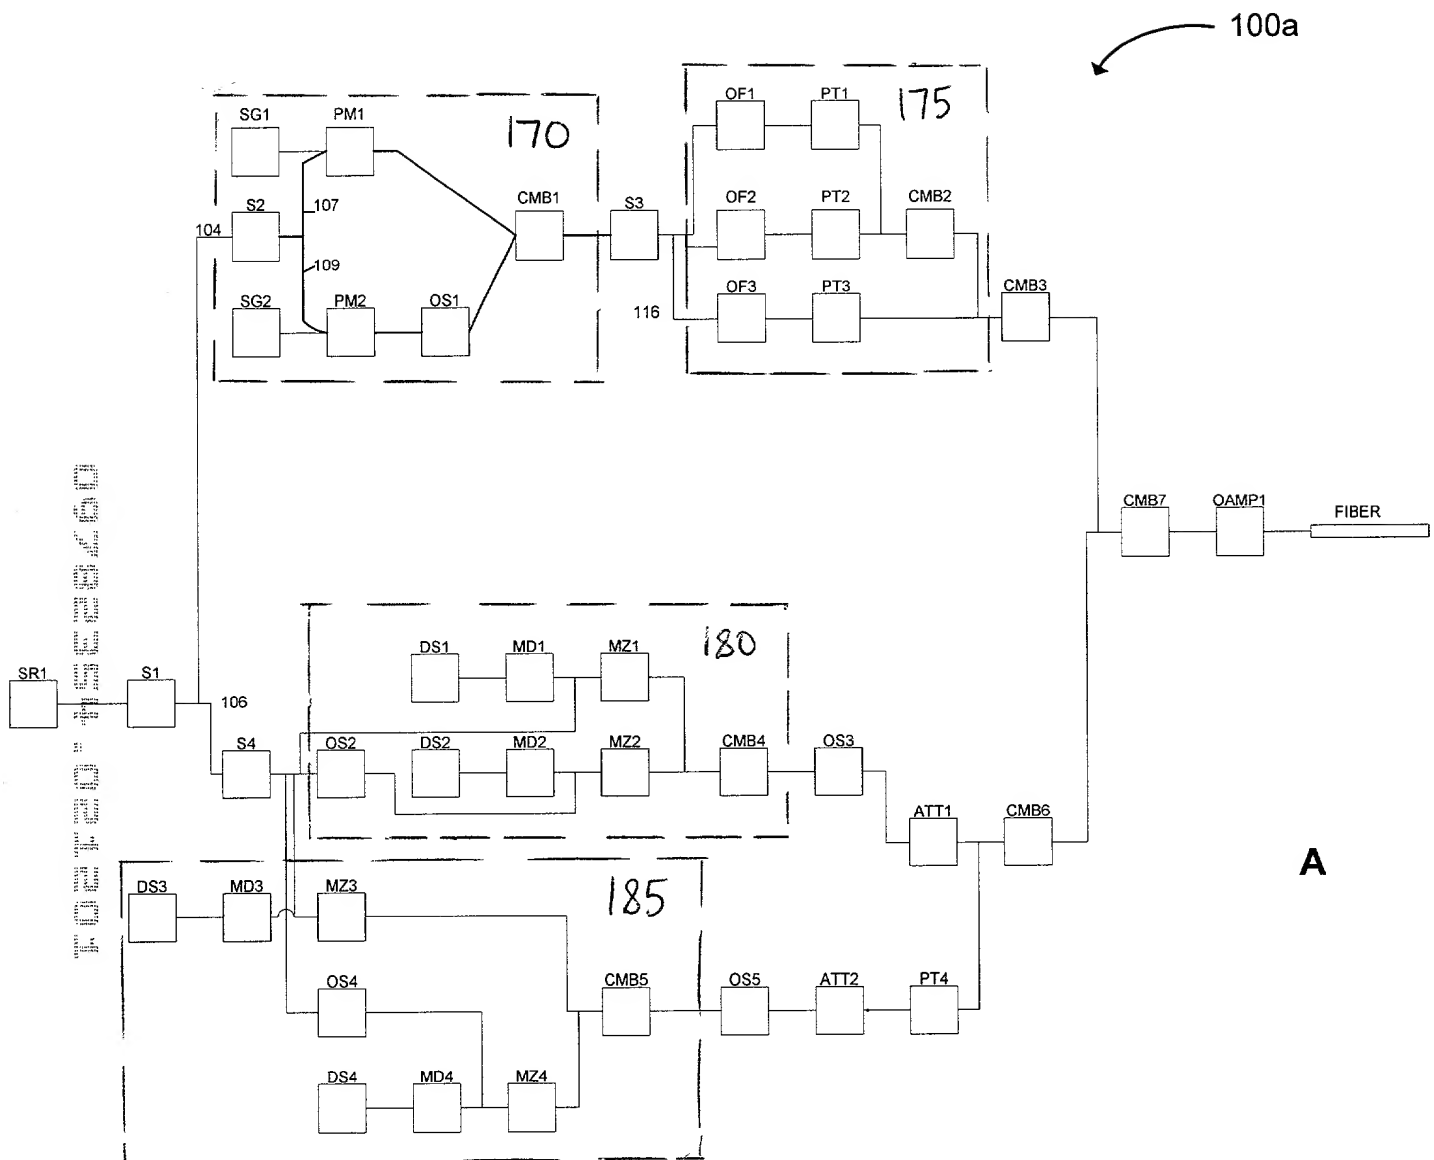 100a
OF1 PT1 175
SG1 PM1 170
107
S2 CMB1 S3 OF2 PT2 CMB2
104
109
SG2 PM2 OS1 116 OF3 PT3 CMB3
CMB7 OAMP1 FIBER
180
DS1 MD1 MZ1
SR1 S1 106
S4 OS2 DS2 MD2 MZ2 CMB4 OS3
ATT1 CMB6
A
185
DS3 MD3 MZ3
OS4 CMB5 OS5 ATT2 PT4
DS4 MD4 MZ4